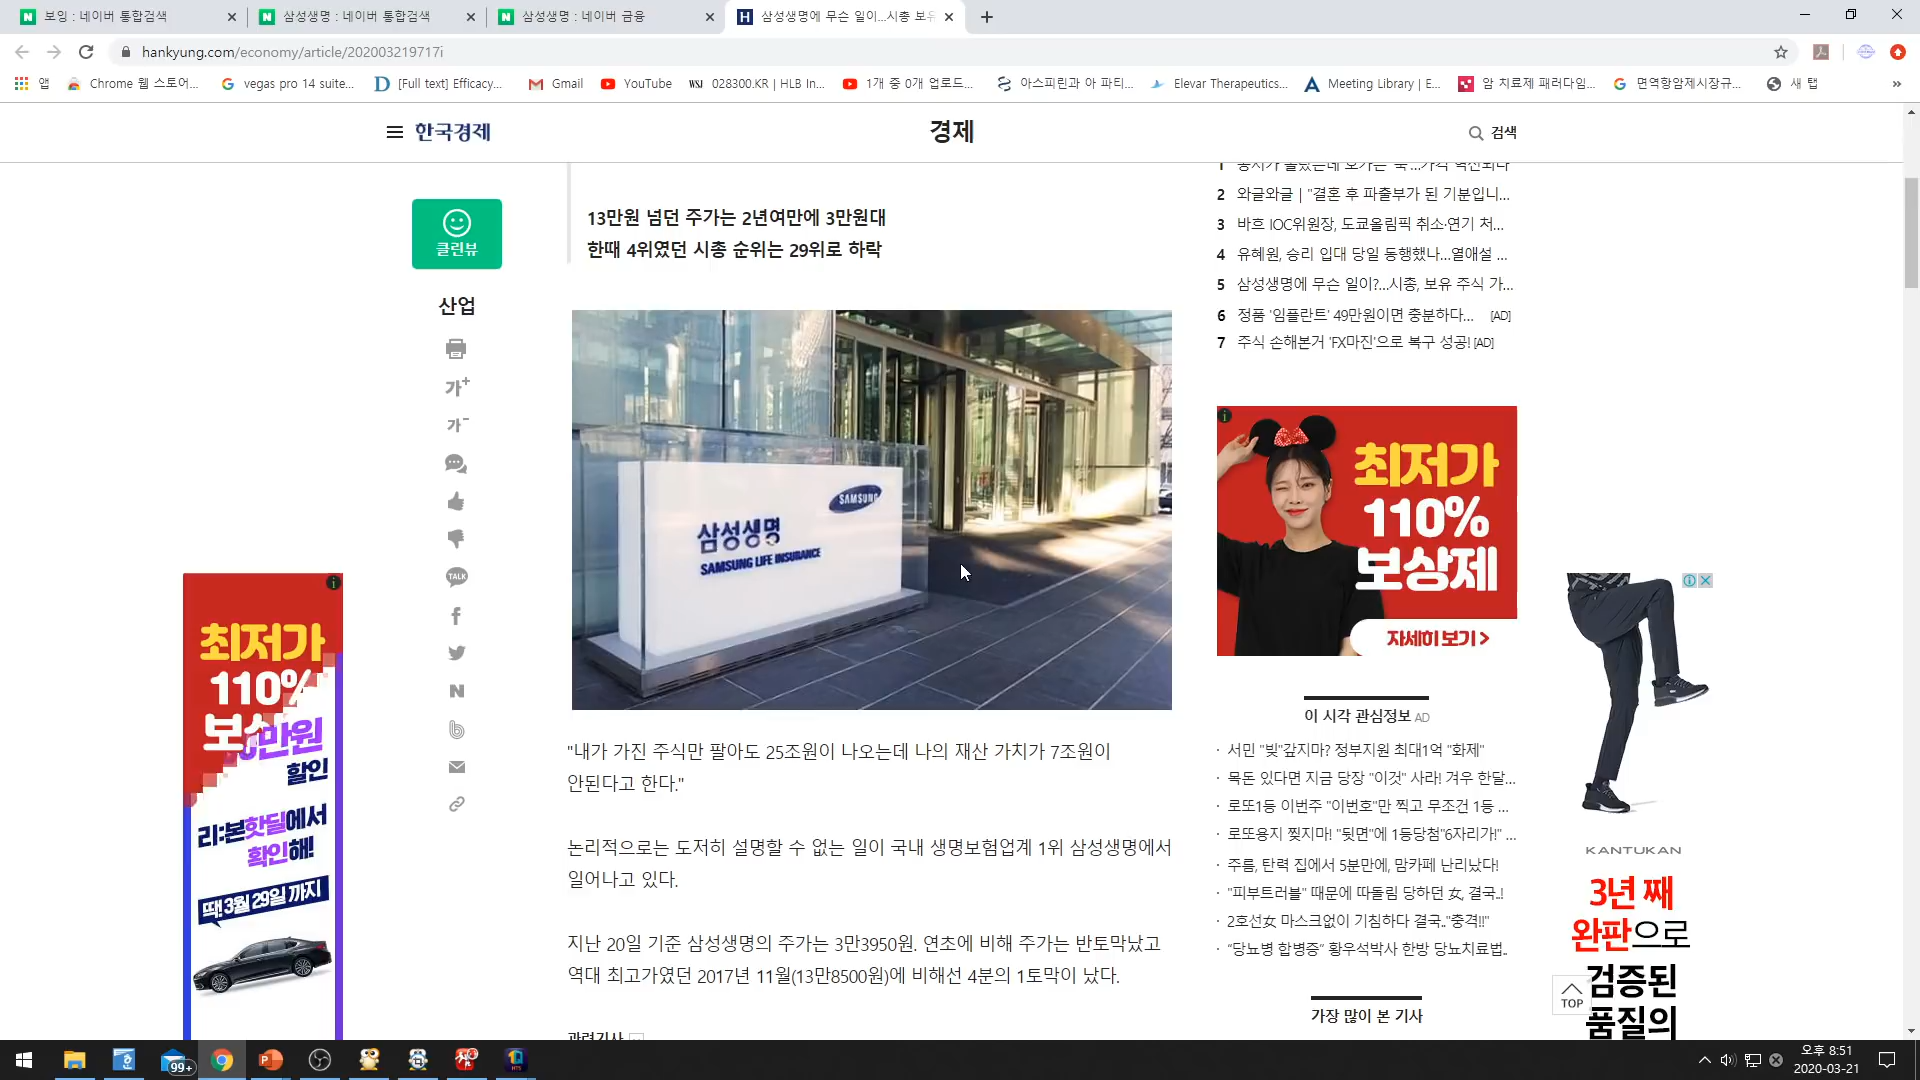 보잉 : 네이버 통합검색
삼성생명 : 네이버 통합검색
삼성생명 : 네이버 금융
삼성생명에 무슨 일이...시총 보유
hankyung.com/economy/article/202003219717i
앱
Chrome 웹 스토어...
vegas pro 14 suite...
[Full text] Efficacy...
Gmail
YouTube
WSJ 028300.KR | HLB In...
1개 중 0개 업로드...
아스피린과 아 파티...
Elevar Therapeutics...
Meeting Library | E...
암 치료제 패러다임...
면역항암제시장규...
새 탭
»
한국경제
경제
검색
클린뷰
산업
가+
가-
TALK
13만원 넘던 주가는 2년여만에 3만원대
한때 4위였던 시총 순위는 29위로 하락
삼성생명
SAMSUNG LIFE INSURANCE
SAMSUNG
"내가 가진 주식만 팔아도 25조원이 나오는데 나의 재산 가치가 7조원이
안된다고 한다."
논리적으로는 도저히 설명할 수 없는 일이 국내 생명보험업계 1위 삼성생명에서
일어나고 있다.
지난 20일 기준 삼성생명의 주가는 3만3950원. 연초에 비해 주가는 반토막났고
역대 최고가였던 2017년 11월(13만8500원)에 비해선 4분의 1토막이 났다.
관련기사
1
2 와글와글 | "결혼 후 파출부가 된 기분입니...
3 바흐 IOC위원장, 도쿄올림픽 취소·연기 처...
4 유혜원, 승리 입대 당일 동행했나...열애설 ...
5 삼성생명에 무슨 일이?...시총, 보유 주식 가...
6 정품 '임플란트' 49만원이면 충분하다... [AD]
7 주식 손해본거 'FX마진'으로 복구 성공! [AD]
최저가
110%
보상제
자세히 보기 >
이 시각 관심정보 AD
· 서민 "빚"갚지마? 정부지원 최대1억 "화제"
· 목돈 있다면 지금 당장 "이것" 사라! 겨우 한달...
· 로또1등 이번주 "이번호"만 찍고 무조건 1등 ...
· 로또용지 찢지마! "뒷면"에 1등당첨"6자리가!" ...
· 주름, 탄력 집에서 5분만에, 맘카페 난리났다!
· "피부트러블" 때문에 따돌림 당하던 女, 결국..!
· 2호선女 마스크없이 기침하다 결국.."충격!!"
· "당뇨병 합병증" 황우석박사 한방 당뇨치료법..
가장 많이 본 기사
최저가
110%
만원
할인
리:본핫딜에서
확인해!
딱! 3월 29일 까지
KANTUKAN
3년 째
완판으로
검증된
품질의
TOP
99+
오후 8:51
2020-03-21